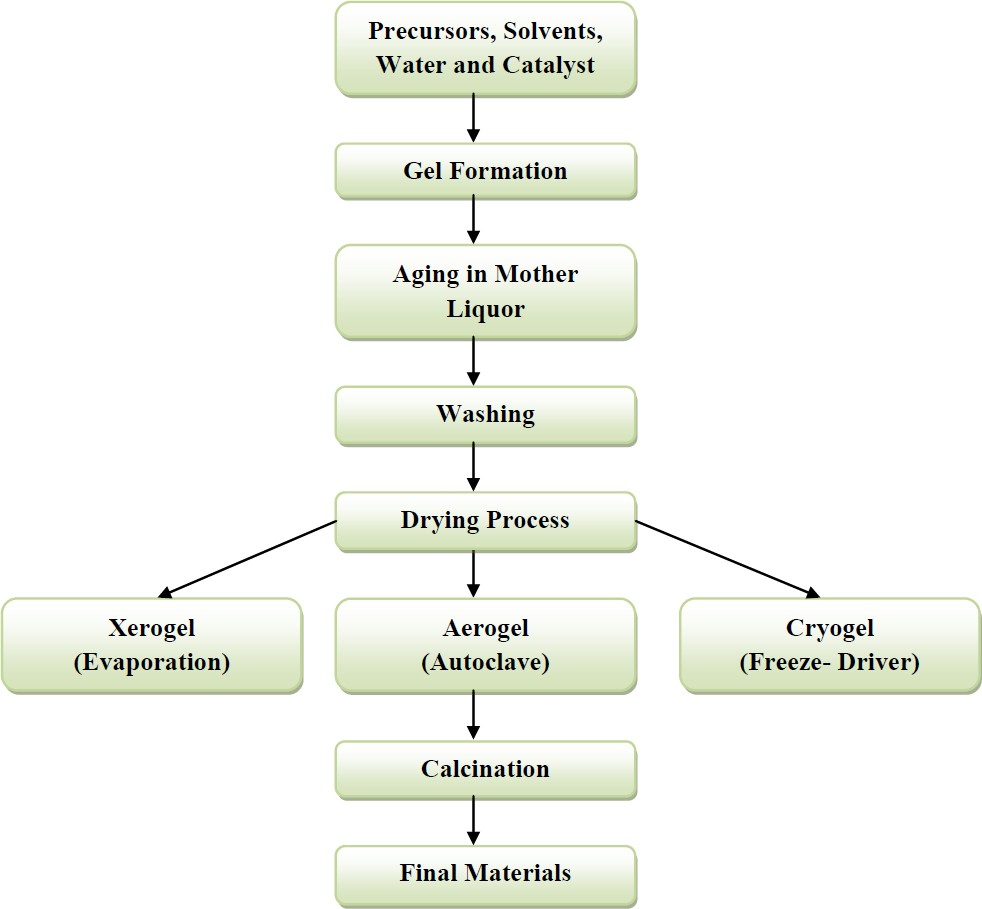 Precursors, Solvents,
Water and Catalyst
Gel Formation
Aging in Mother
Liquor
Washing
Drying Process
Xerogel
(Evaporation)
Aerogel
(Autoclave)
Cryogel
(Freeze- Driver)
Calcination
Final Materials